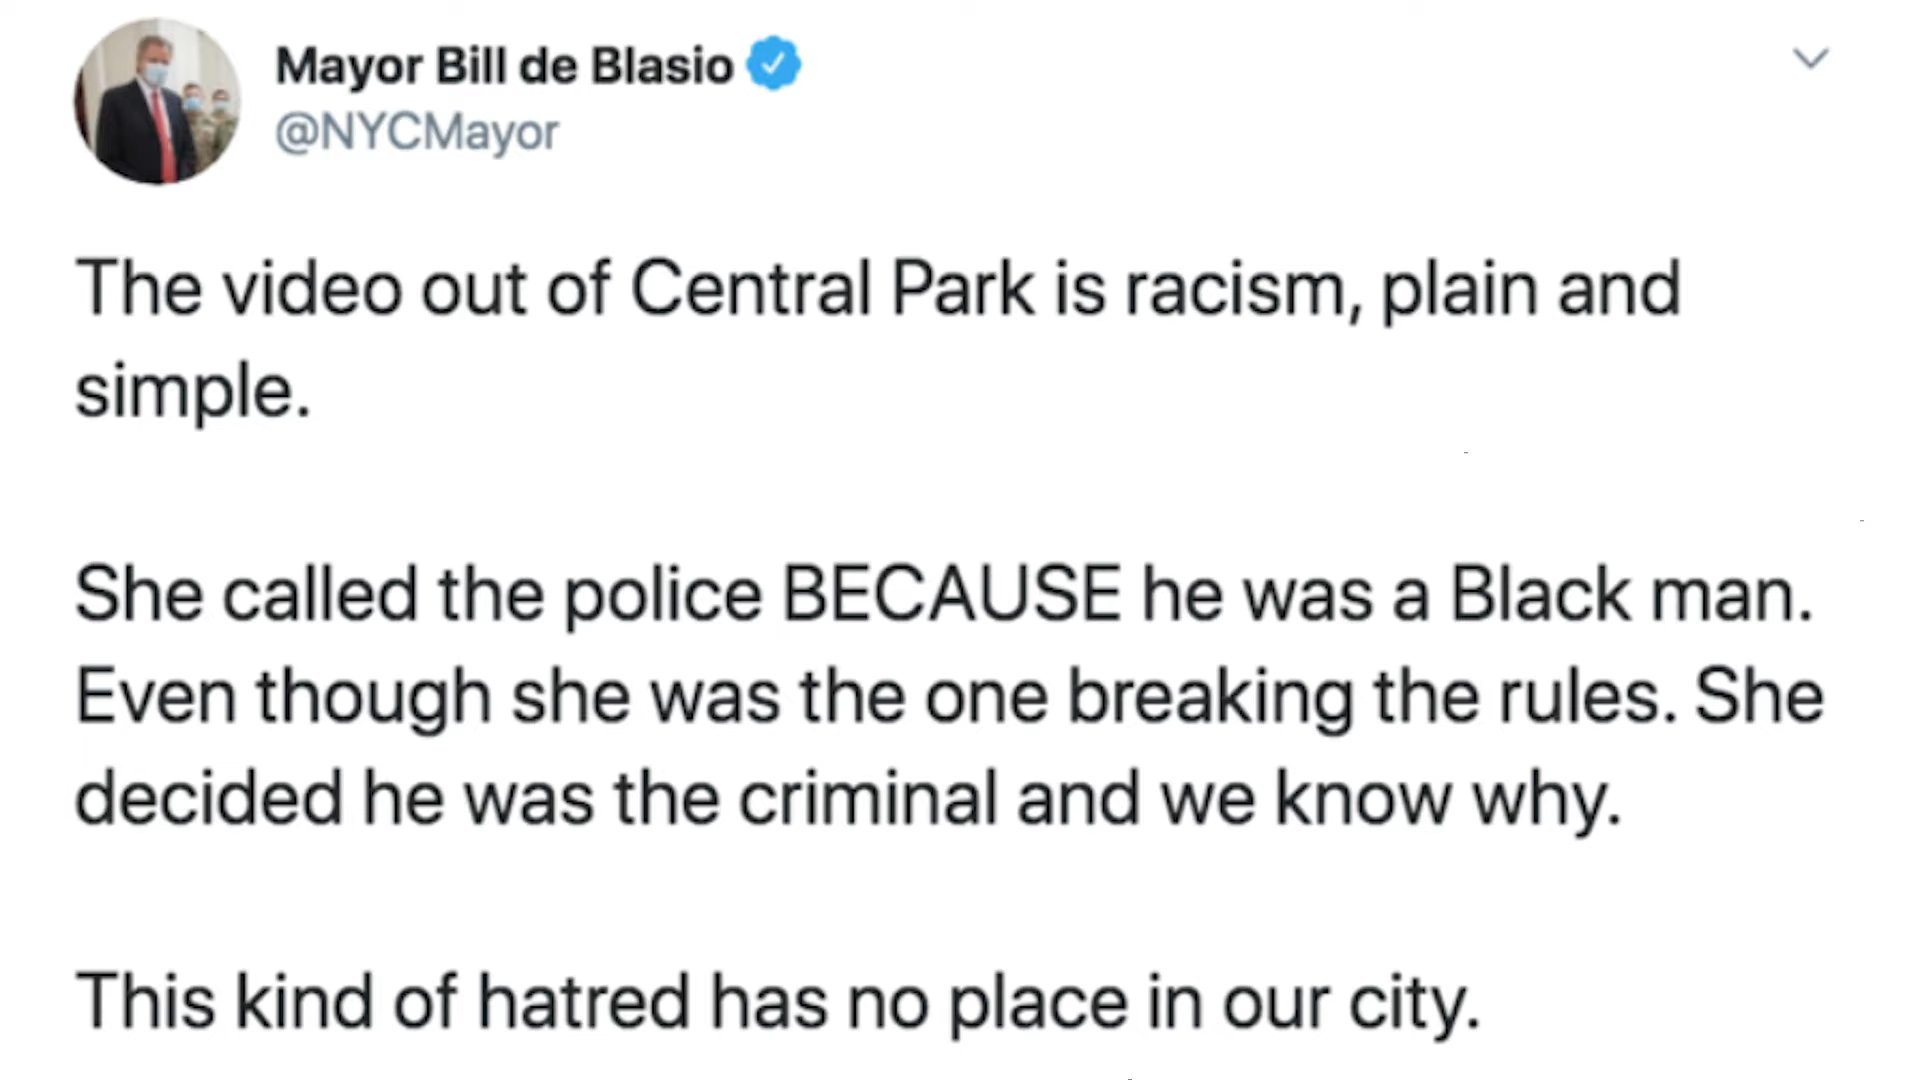 Mayor Bill de Blasio
@NYCMayor
The video out of Central Park is racism, plain and
simple.
She called the police BECAUSE he was a Black man.
Even though she was the one breaking the rules. She
decided he was the criminal and we know why.
This kind of hatred has no place in our city.